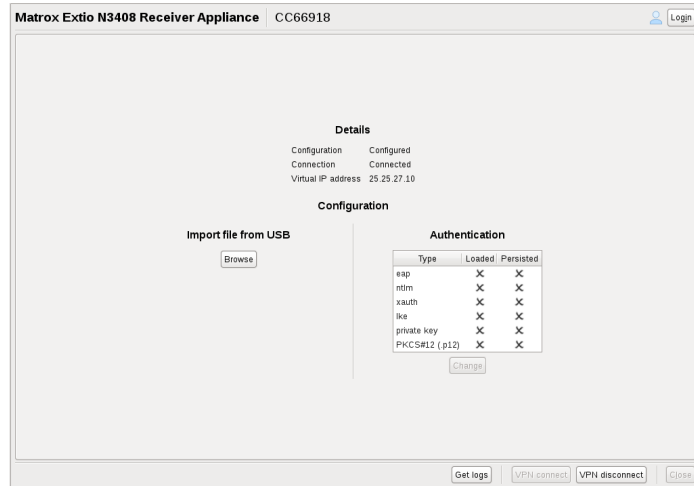 Matrox Extio N3408 Receiver Appliance CC66918 Login
Details
Configuration Configured
Connection Connected
Virtual IP address 25.25.27.10
Configuration
Import file from USB
Browse
Authentication
Type Loaded Persisted
eap
ntlm
xauth
Ike
private key
PKCS#12 (.p12)
Change
Get logs VPN connect VPN disconnect Close